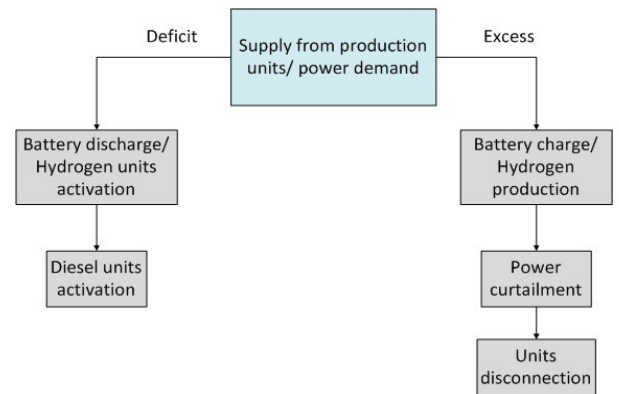 Deficit
Supply from production
units/ power demand
Excess
Battery discharge/
Hydrogen units
activation
Battery charge/
Hydrogen
production
Diesel units
activation
Power
curtailment
Units
disconnection